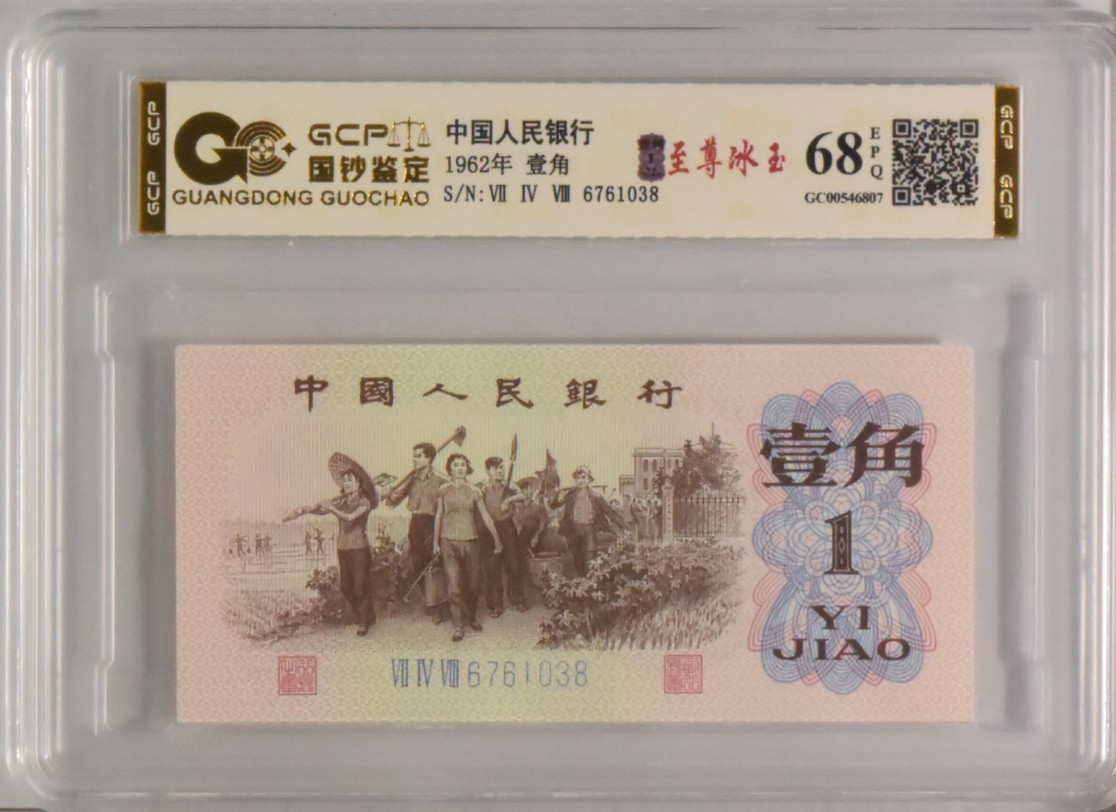 GCP GCP
GCP
国钞鉴定
GUANGDONG GUOCHAO
中国人民银行
1962年 壹角
S/N: Ⅶ Ⅳ Ⅷ 6761038
至尊冰玉
68
EPQ
GC00546807
GCP GCP
中國人民銀行
壹角
1
YI
JIAO
Ⅶ Ⅳ Ⅷ 6761038